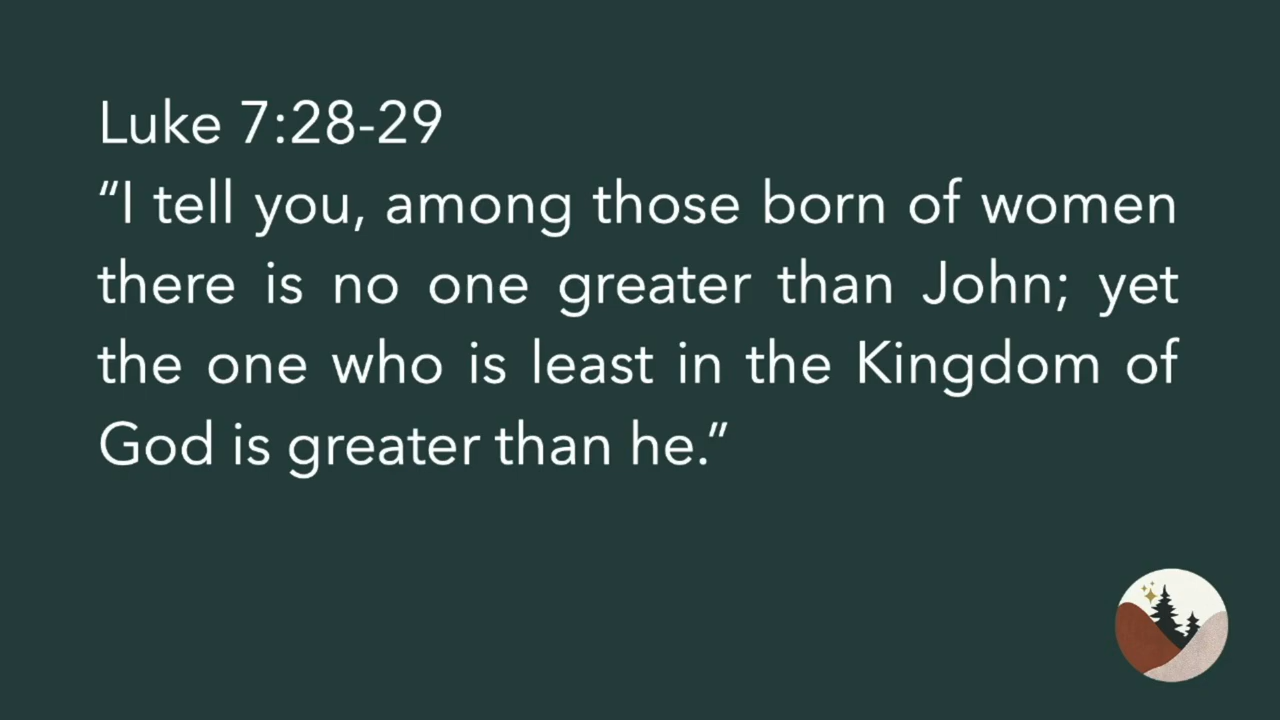 Luke 7:28-29
“I tell you, among those born of women
there is no one greater than John; yet
the one who is least in the Kingdom of
God is greater than he.”